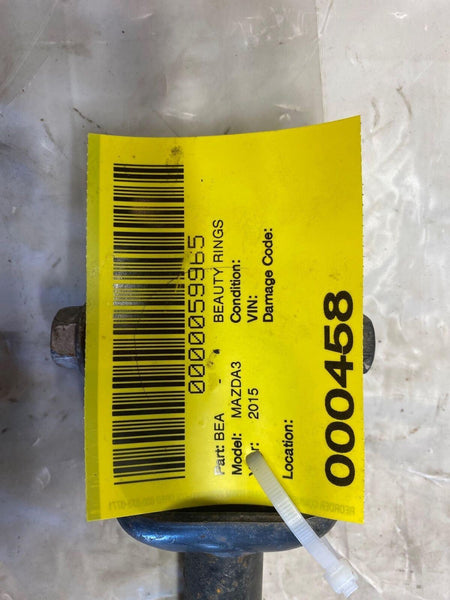 0000059965
Part: BEA - BEAUTY RINGS
Model: MAZDA3 Condition:
2015 VIN:
Damage Code:
Location:
000458